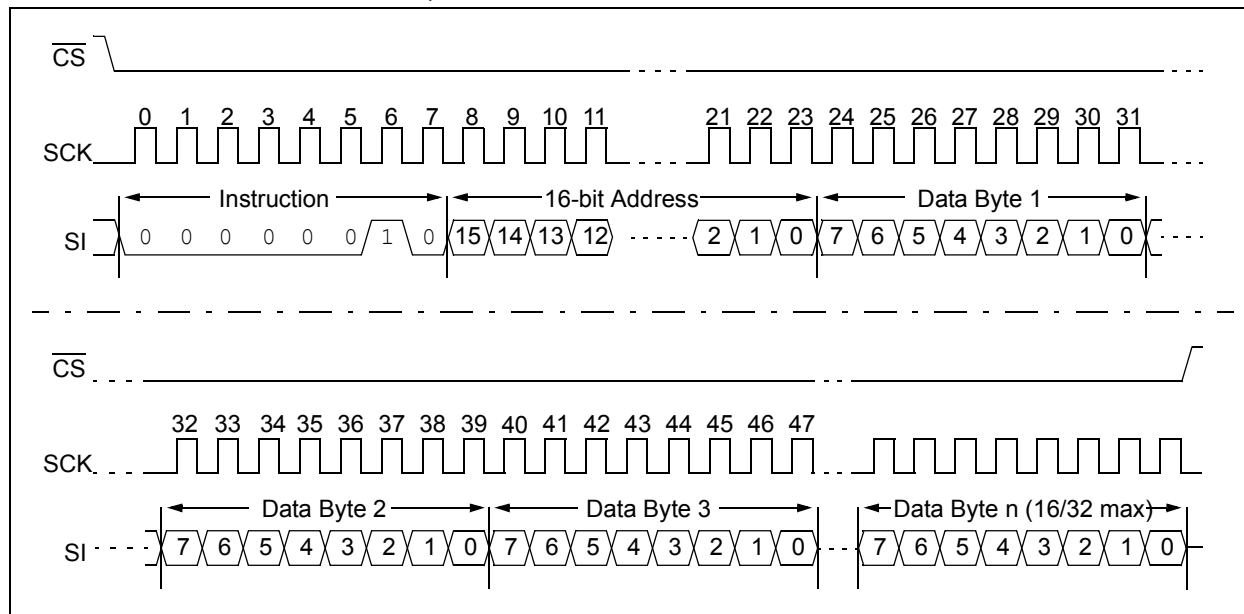 CS
0 1 2 3 4 5 6 7 8 9 10 11 21 22 23 24 25 26 27 28 29 30 31
SCK
Instruction 16-bit Address Data Byte 1
SI 0 0 0 0 0 0 1 0 15 14 13 12 2 1 0 7 6 5 4 3 2 1 0
CS
32 33 34 35 36 37 38 39 40 41 42 43 44 45 46 47
SCK
Data Byte 2 Data Byte 3 Data Byte n (16/32 max)
SI 7 6 5 4 3 2 1 0 7 6 5 4 3 2 1 0 7 6 5 4 3 2 1 0